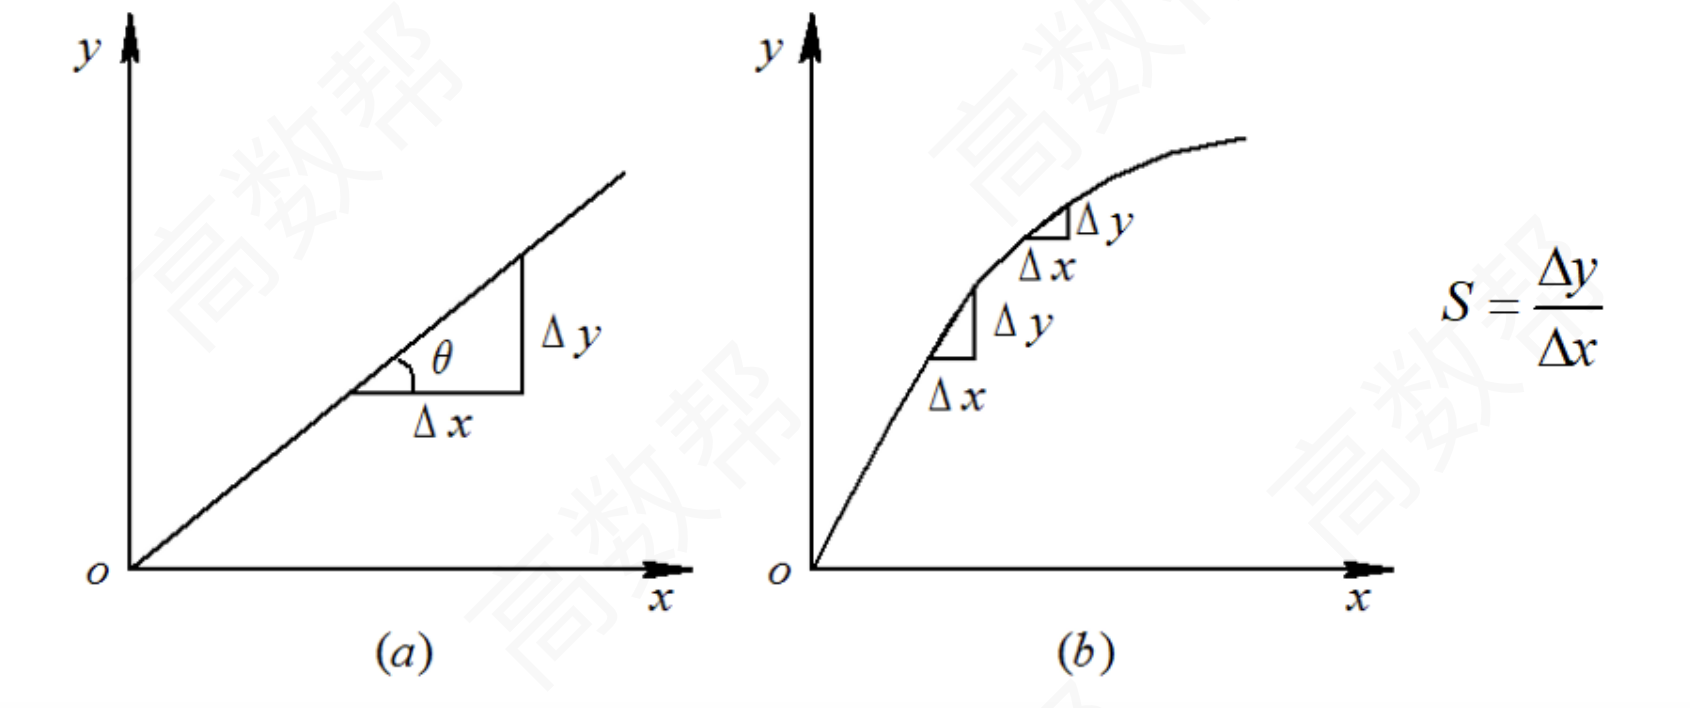 y
θ
Δ y
Δ x
o
x
(a)
y
Δ y
Δ x
Δ y
Δ x
o
x
(b)
S = Δy / Δx
高数帮
高数帮
高数帮
高数帮